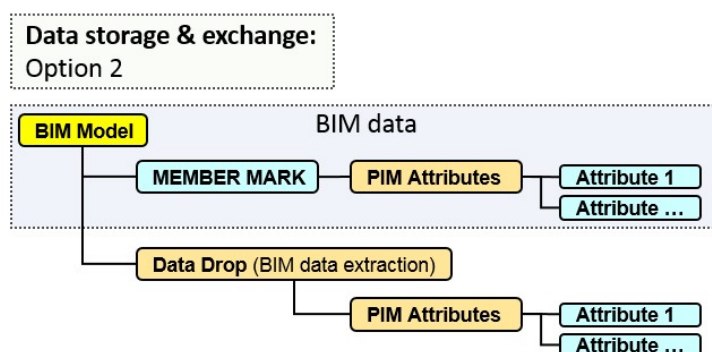 Data storage & exchange:
Option 2
BIM data
BIM Model
MEMBER MARK
PIM Attributes
Attribute 1
Attribute ...
Data Drop (BIM data extraction)
PIM Attributes
Attribute 1
Attribute ...